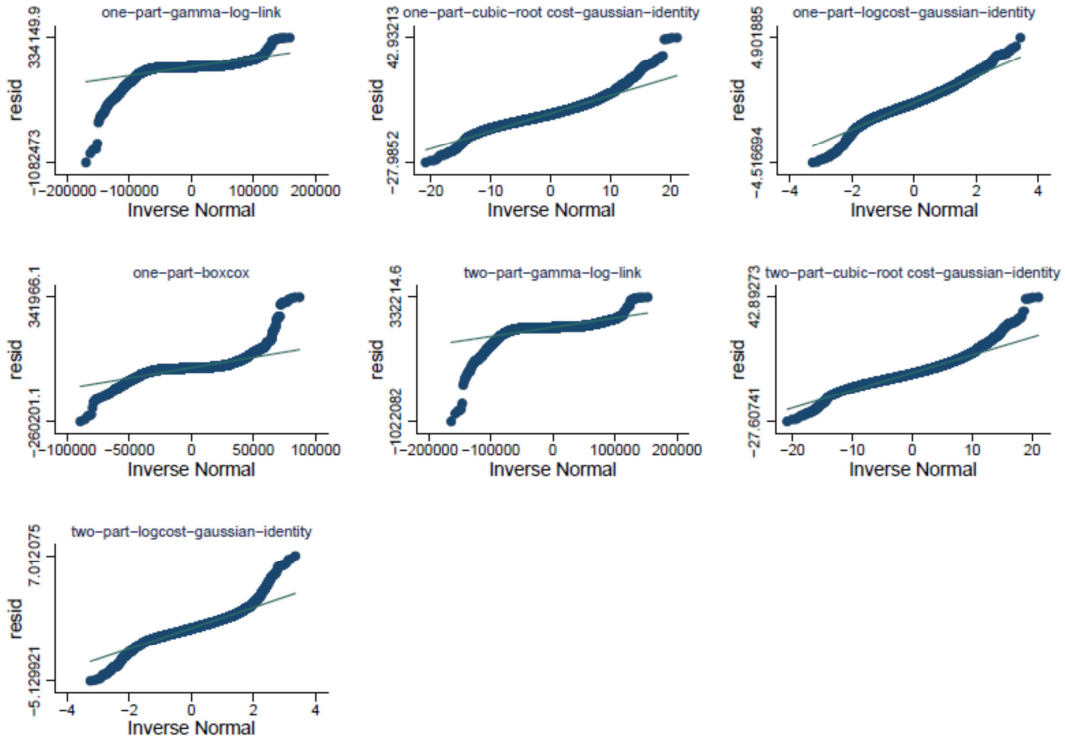 one-part-gamma-log-link
334149.9
resid
-1082473
-200000 -100000 0 100000 200000
Inverse Normal
one-part-cubic-root cost-gaussian-identity
42.93213
resid
-27.9852
-20 -10 0 10 20
Inverse Normal
one-part-logcost-gaussian-identity
4.901885
resid
-4.516694
-4 -2 0 2 4
Inverse Normal
one-part-boxcox
341966.1
resid
-260201.1
-100000 -50000 0 50000 100000
Inverse Normal
two-part-gamma-log-link
332214.6
resid
-1022082
-200000 -100000 0 100000 200000
Inverse Normal
two-part-cubic-root cost-gaussian-identity
42.89273
resid
-27.60741
-20 -10 0 10 20
Inverse Normal
two-part-logcost-gaussian-identity
7.012075
resid
-5.129921
-4 -2 0 2 4
Inverse Normal